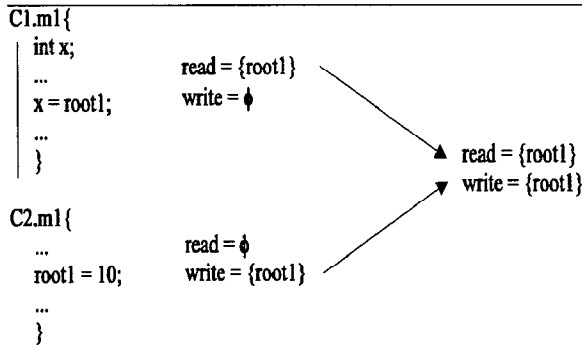 C1.m1{
int x;
...
x = root1;
...
}
read = {root1}
write = ϕ
C2.m1{
...
root1 = 10;
...
}
read = ϕ
write = {root1}
read = {root1}
write = {root1}